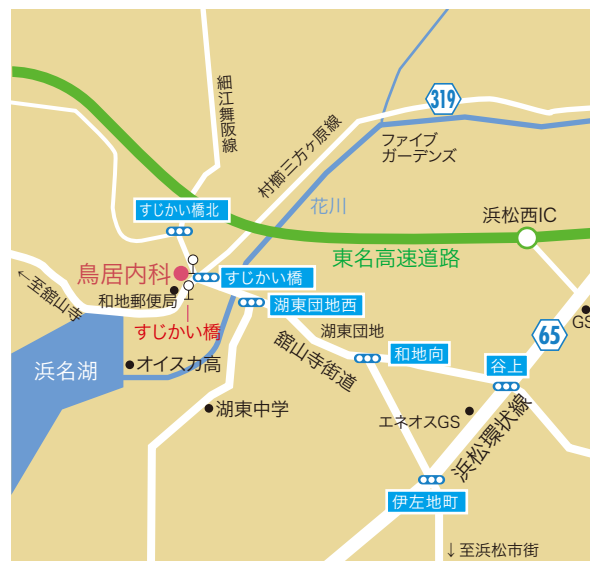 細江舞阪線
319
村櫛三方ヶ原線
ファイブ
ガーデンズ
すじかい橋北
花川
浜松西IC
東名高速道路
鳥居内科
すじかい橋
←至舘山寺
和地郵便局
湖東団地西
GS
すじかい橋
湖東団地
65
浜名湖
オイスカ高
舘山寺街道
和地向
谷上
湖東中学
エネオスGS
浜松環状線
伊左地町
↓至浜松市街